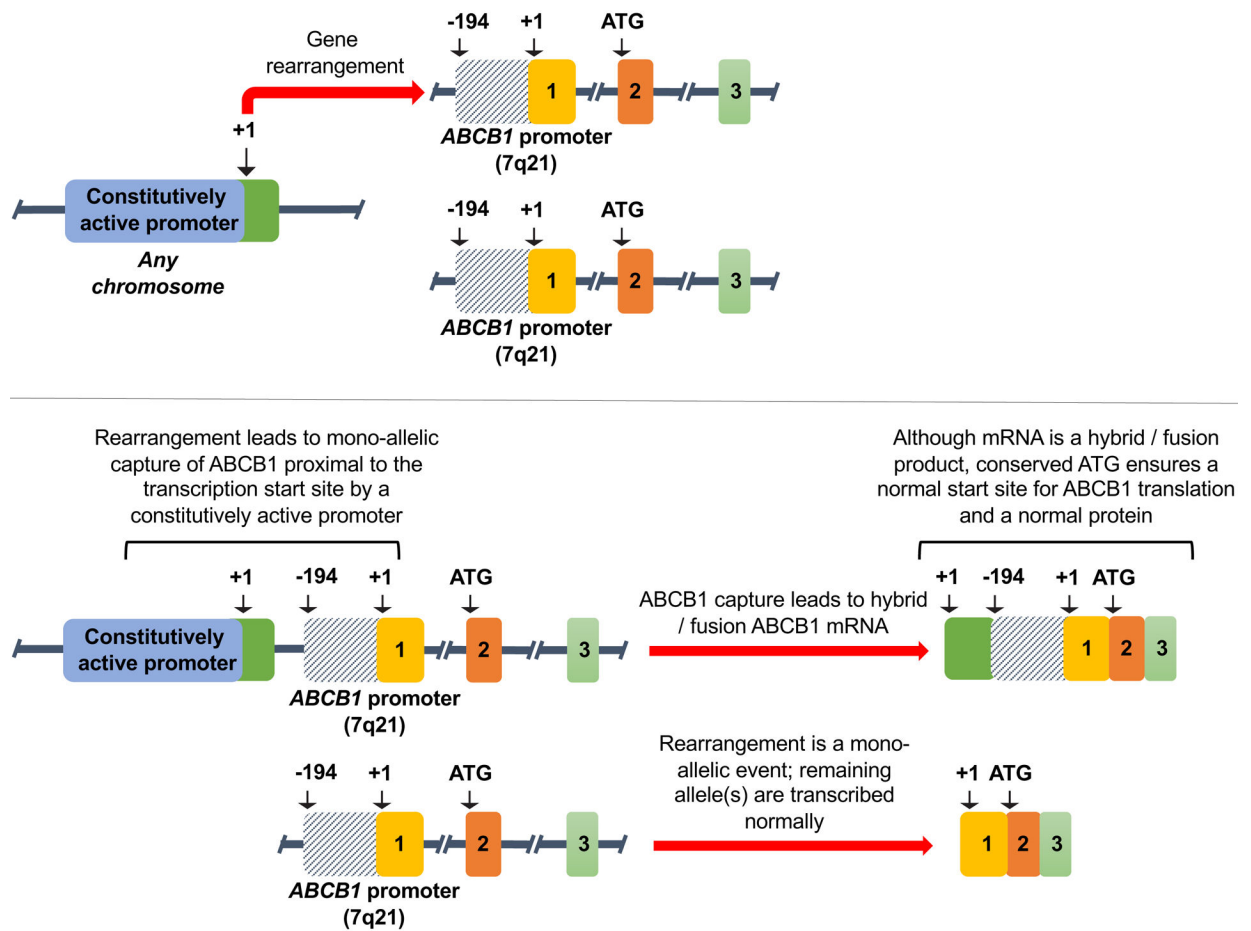 -194 +1 ATG
Gene
rearrangement
1 2 3
+1
ABCB1 promoter
(7q21)
Constitutively
active promoter
-194 +1 ATG
Any
chromosome
1 2 3
ABCB1 promoter
(7q21)
Rearrangement leads to mono-allelic
capture of ABCB1 proximal to the
transcription start site by a
constitutively active promoter
Although mRNA is a hybrid / fusion
product, conserved ATG ensures a
normal start site for ABCB1 translation
and a normal protein
+1 -194 +1 ATG
Constitutively
active promoter
1 2 3
ABCB1 promoter
(7q21)
ABCB1 capture leads to hybrid
/ fusion ABCB1 mRNA
+1 -194 +1 ATG
1 2 3
-194 +1 ATG
1 2 3
ABCB1 promoter
(7q21)
Rearrangement is a mono-
allelic event; remaining
allele(s) are transcribed
normally
+1 ATG
1 2 3